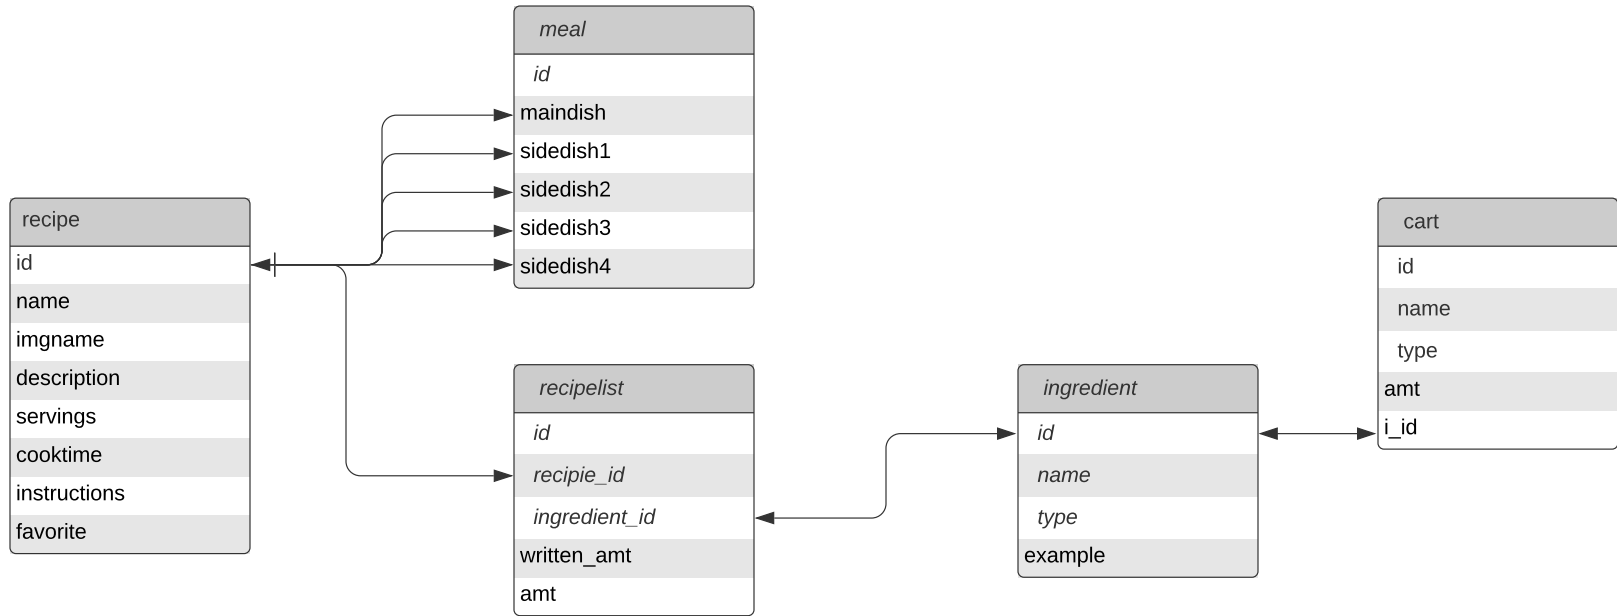 meal
id
maindish
sidedish1
sidedish2
sidedish3
sidedish4
recipe
id
name
imgname
description
servings
cooktime
instructions
favorite
recipelist
id
recipie_id
ingredient_id
written_amt
amt
ingredient
id
name
type
example
cart
id
name
type
amt
i_id